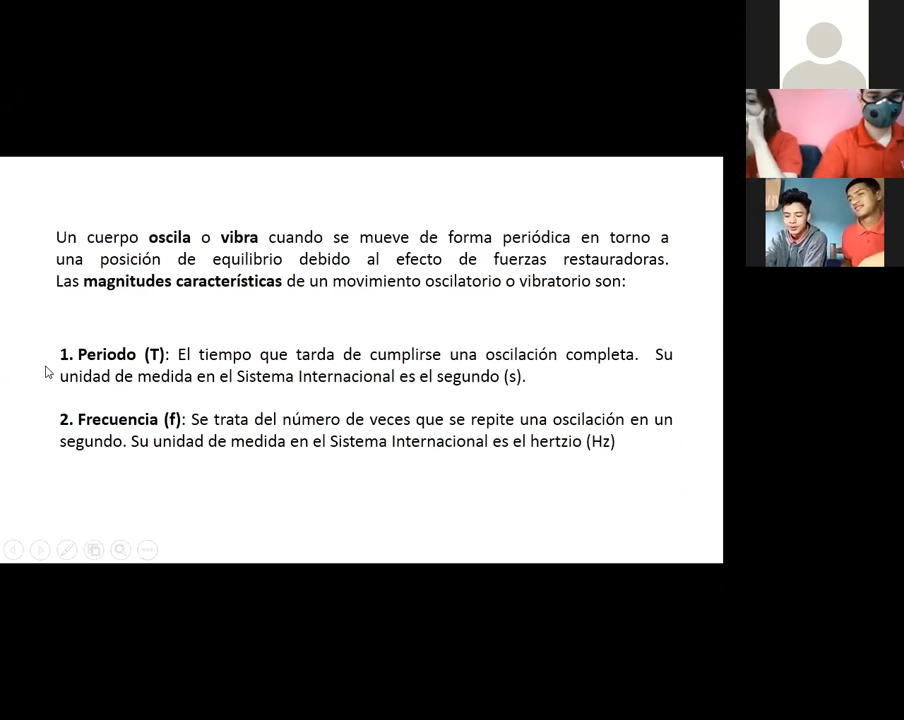 Un cuerpo oscila o vibra cuando se mueve de forma periódica en torno a
una posición de equilibrio debido al efecto de fuerzas restauradoras.
Las magnitudes características de un movimiento oscilatorio o vibratorio son:
1. Periodo (T): El tiempo que tarda de cumplirse una oscilación completa. Su
unidad de medida en el Sistema Internacional es el segundo (s).
2. Frecuencia (f): Se trata del número de veces que se repite una oscilación en un
segundo. Su unidad de medida en el Sistema Internacional es el hertzio (Hz)